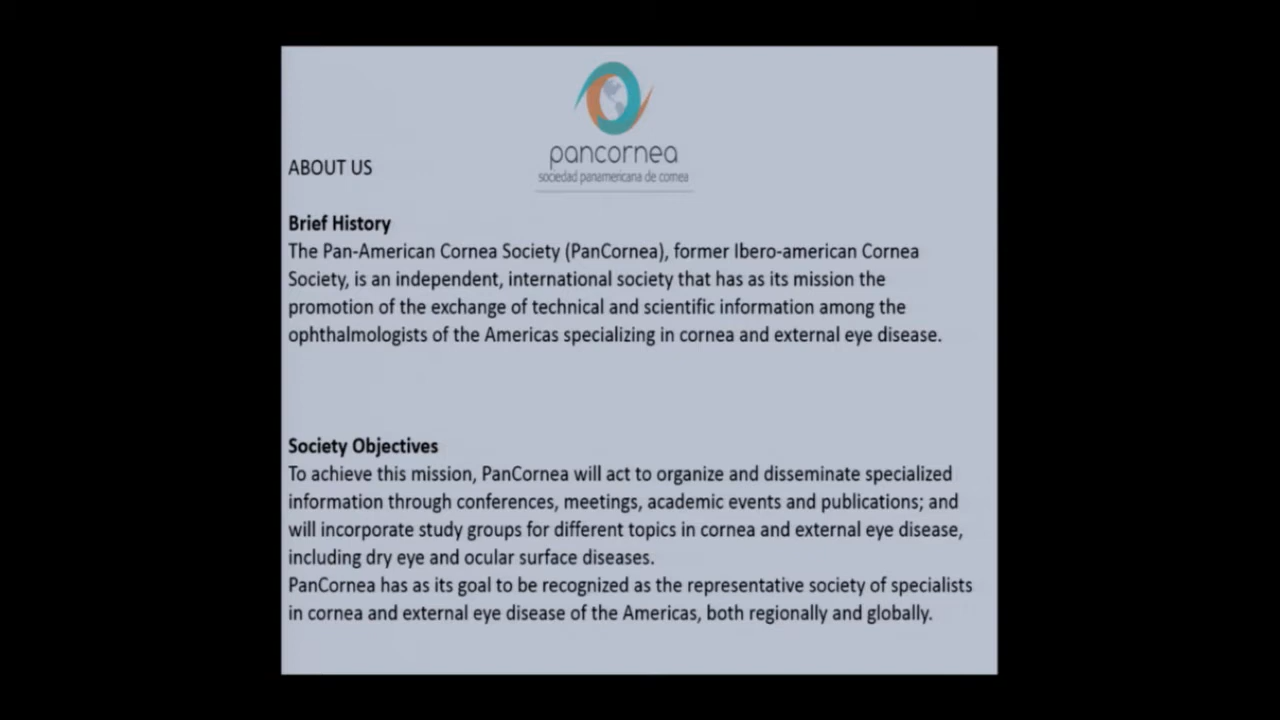 pancornea
sociedad panamericana de cornea
ABOUT US
Brief History
The Pan-American Cornea Society (PanCornea), former Ibero-american Cornea
Society, is an independent, international society that has as its mission the
promotion of the exchange of technical and scientific information among the
ophthalmologists of the Americas specializing in cornea and external eye disease.
Society Objectives
To achieve this mission, PanCornea will act to organize and disseminate specialized
information through conferences, meetings, academic events and publications; and
will incorporate study groups for different topics in cornea and external eye disease,
including dry eye and ocular surface diseases.
PanCornea has as its goal to be recognized as the representative society of specialists
in cornea and external eye disease of the Americas, both regionally and globally.